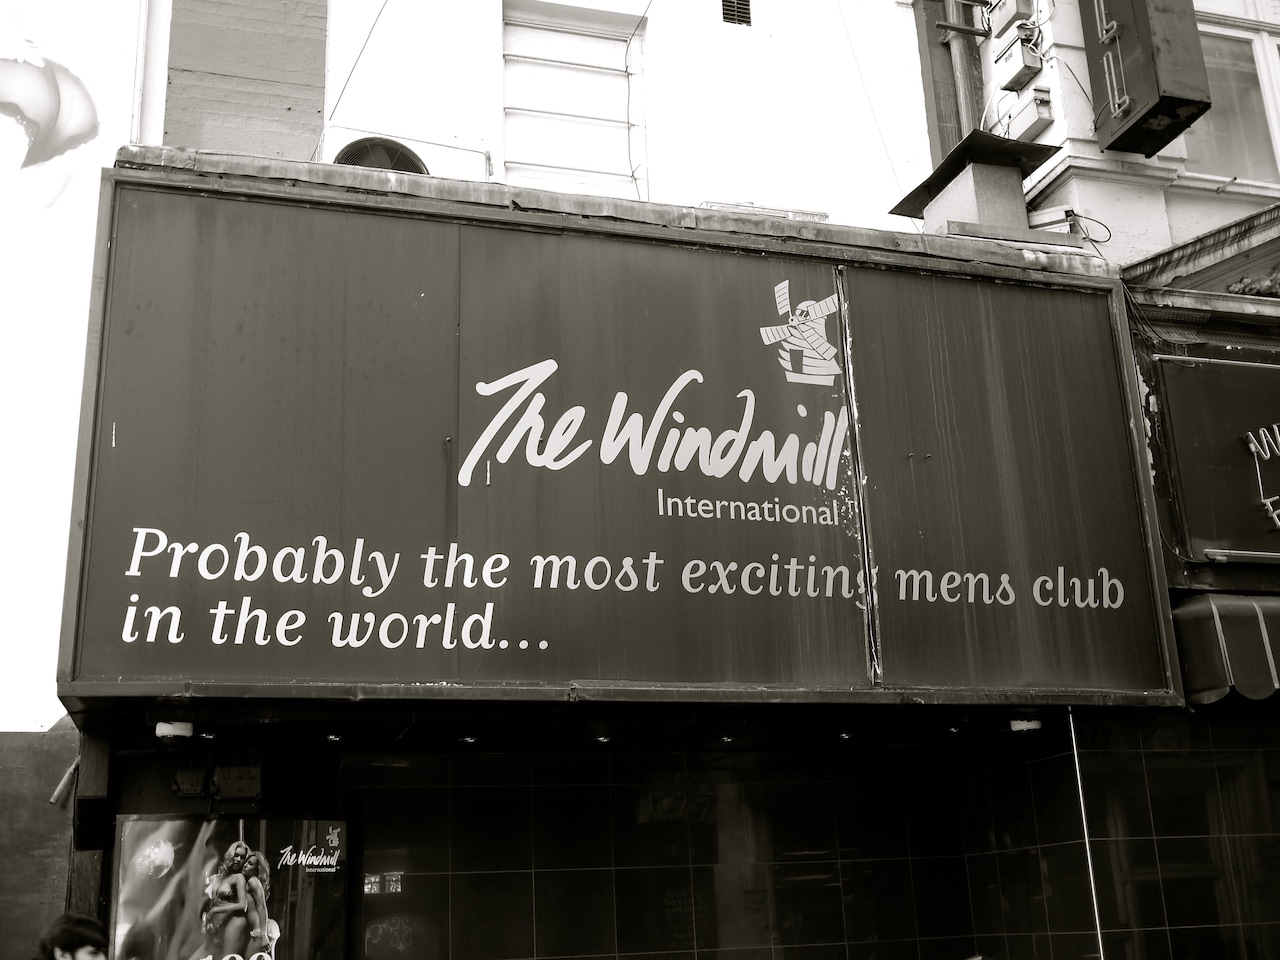 The Windmill
International
Probably the most exciting mens club
in the world...
The Windmill
International